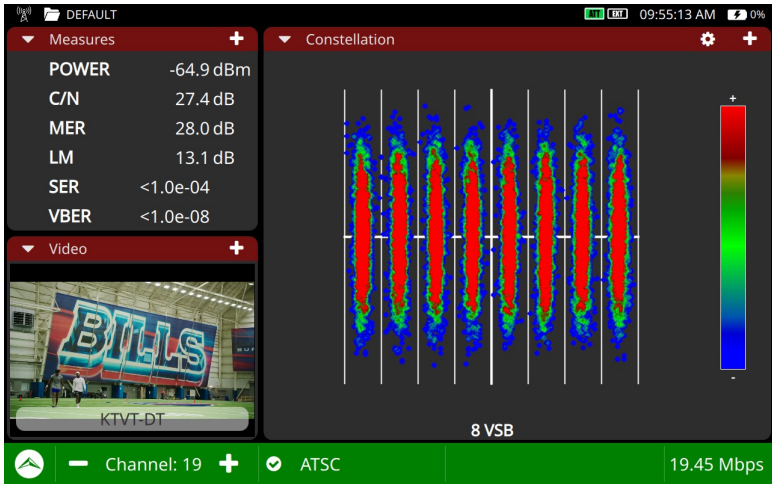 DEFAULT
ATT EXT 09:55:13 AM 0%
Measures +
POWER -64.9 dBm
C/N 27.4 dB
MER 28.0 dB
LM 13.1 dB
SER <1.0e-04
VBER <1.0e-08
Video +
BILLS
KTVT-DT
Constellation +
+
-
8 VSB
− Channel: 19 +
ATSC
19.45 Mbps